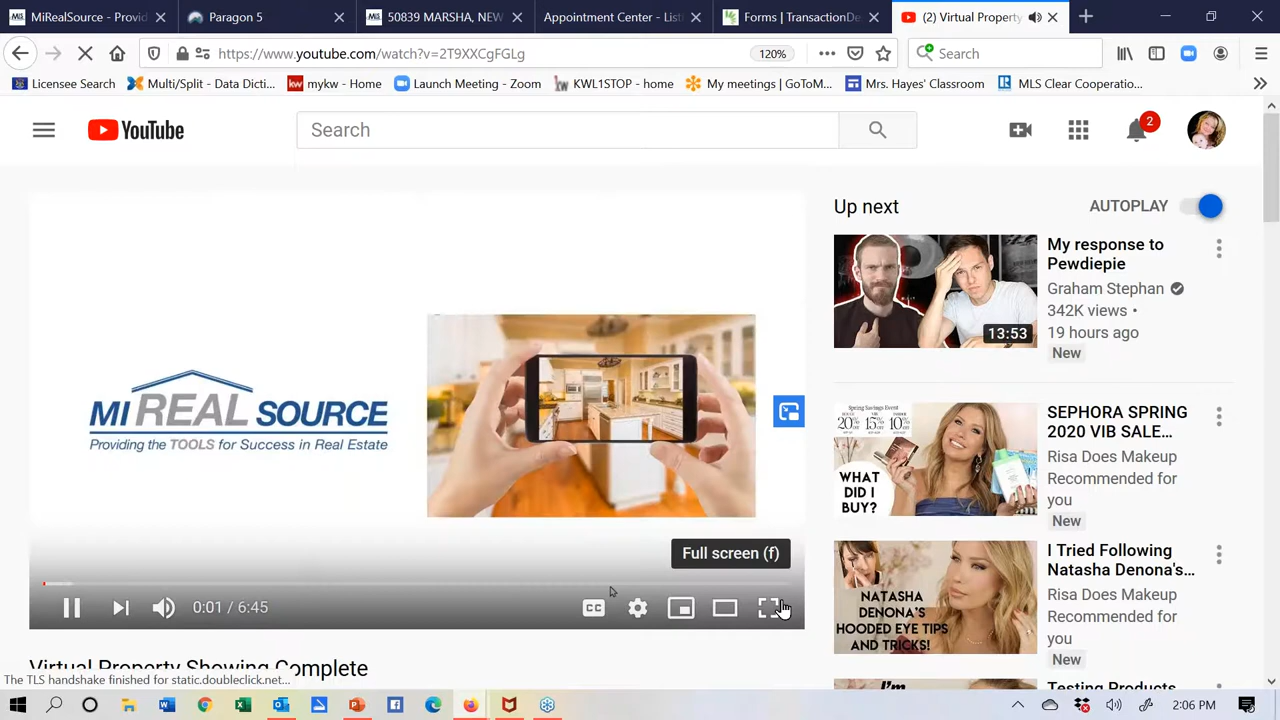 MiRealSource - Provid
Paragon 5
50839 MARSHA, NEW
Appointment Center - List
Forms | TransactionDe
(2) Virtual Property
https://www.youtube.com/watch?v=2T9XXCgFGLg
120%
Search
Licensee Search
Multi/Split - Data Dicti...
kw
mykw - Home
Launch Meeting - Zoom
KWL1STOP - home
My meetings | GoToM...
Mrs. Hayes' Classroom
MLS Clear Cooperatio...
YouTube
Search
2
Up next
AUTOPLAY
My response to
Pewdiepie
Graham Stephan
342K views •
19 hours ago
New
13:53
MI REAL SOURCE
Providing the TOOLS for Success in Real Estate
SEPHORA SPRING
2020 VIB SALE...
Risa Does Makeup
Recommended for
you
New
Spring Savings Event
20% 15% 10%
WHAT
DID I
BUY?
Full screen (f)
0:01 / 6:45
CC
I Tried Following
Natasha Denona's...
Risa Does Makeup
Recommended for
you
New
NATASHA
DENONA'S
HOODED EYE TIPS
AND TRICKS!
Virtual Property Showing Complete
The TLS handshake finished for static.doubleclick.net...
Testing Products
I'm
2:06 PM